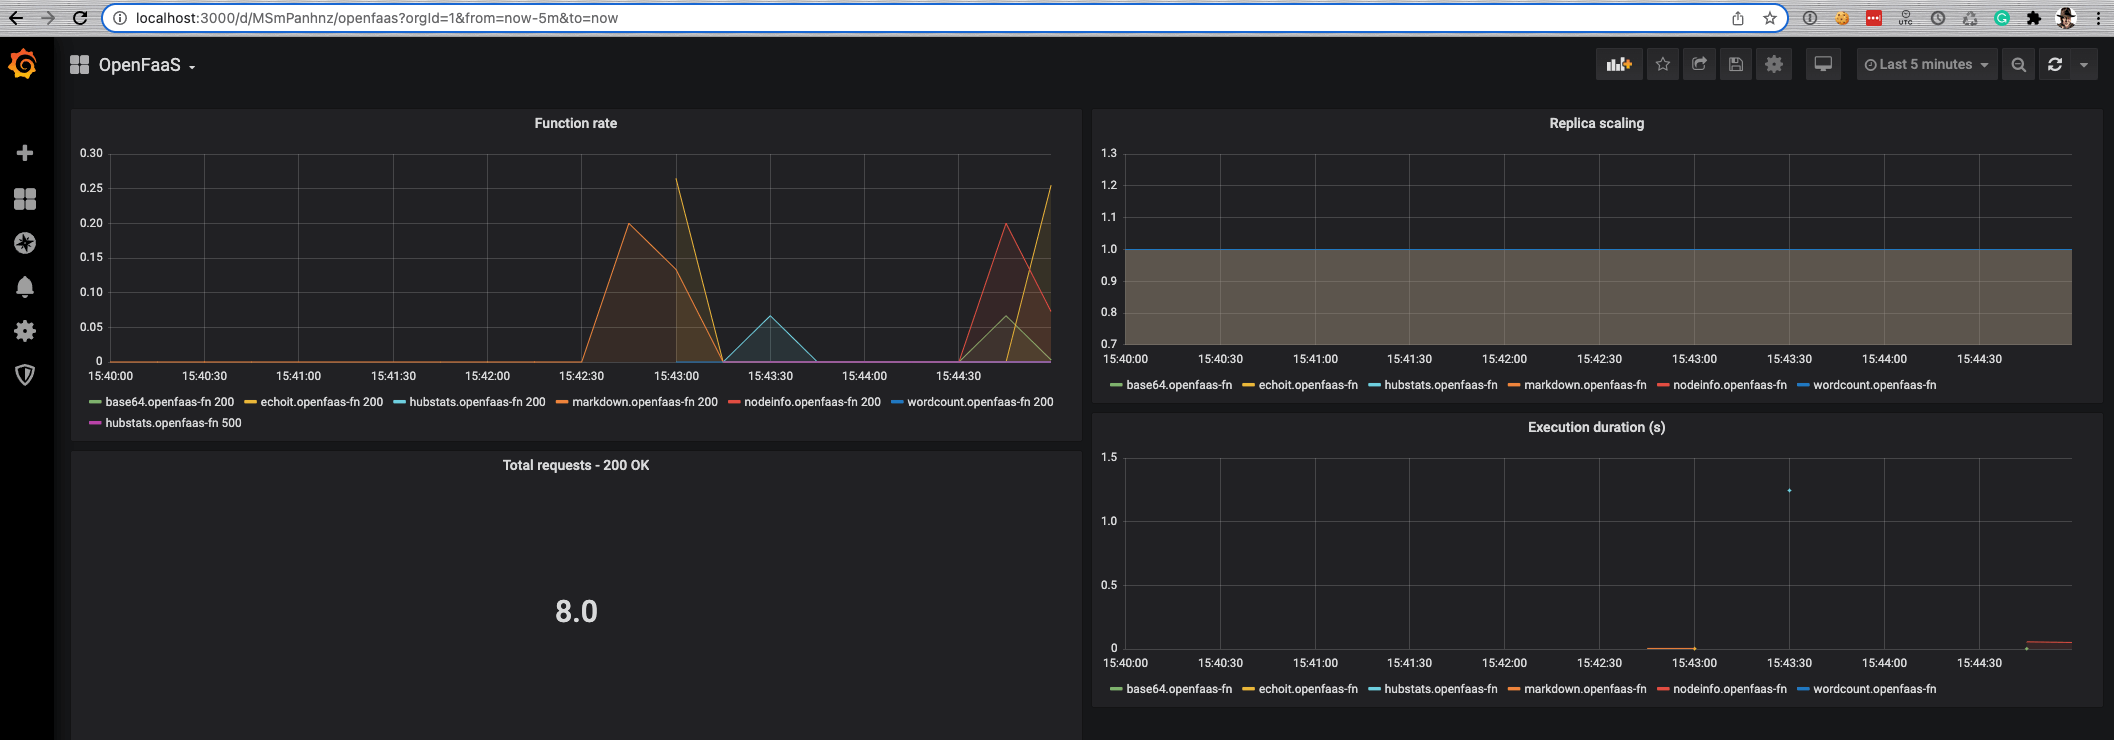 localhost:3000/d/MSmPanhnz/openfaas?orgId=1&from=now-5m&to=now
UTC
OpenFaaS
Last 5 minutes
Function rate
0.30
0.25
0.20
0.15
0.10
0.05
0
15:40:00 15:40:30 15:41:00 15:41:30 15:42:00 15:42:30 15:43:00 15:43:30 15:44:00 15:44:30
base64.openfaas-fn 200 echoit.openfaas-fn 200 hubstats.openfaas-fn 200 markdown.openfaas-fn 200 nodeinfo.openfaas-fn 200 wordcount.openfaas-fn 200
hubstats.openfaas-fn 500
Total requests - 200 OK
8.0
Replica scaling
1.3
1.2
1.1
1.0
0.9
0.8
0.7
15:40:00 15:40:30 15:41:00 15:41:30 15:42:00 15:42:30 15:43:00 15:43:30 15:44:00 15:44:30
base64.openfaas-fn echoit.openfaas-fn hubstats.openfaas-fn markdown.openfaas-fn nodeinfo.openfaas-fn wordcount.openfaas-fn
Execution duration (s)
1.5
1.0
0.5
0
15:40:00 15:40:30 15:41:00 15:41:30 15:42:00 15:42:30 15:43:00 15:43:30 15:44:00 15:44:30
base64.openfaas-fn echoit.openfaas-fn hubstats.openfaas-fn markdown.openfaas-fn nodeinfo.openfaas-fn wordcount.openfaas-fn